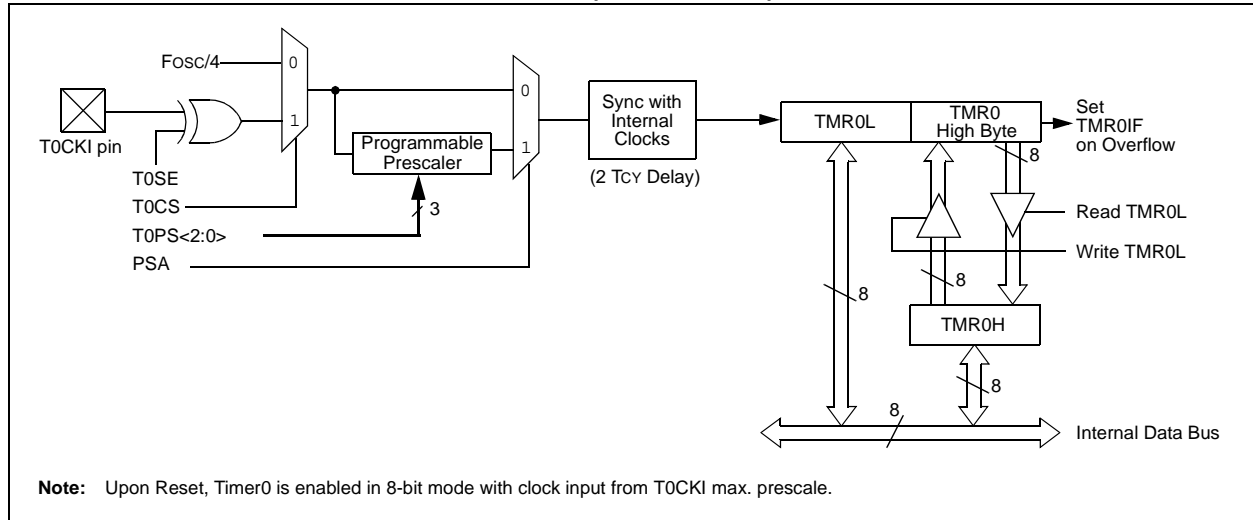 FOSC/4
0
1
T0CKI pin
T0SE
T0CS
T0PS<2:0>
PSA
Programmable
Prescaler
3
0
1
Sync with
Internal
Clocks
(2 TCY Delay)
TMR0L
TMR0
High Byte
Set
TMR0IF
on Overflow
8
Read TMR0L
Write TMR0L
8
8
TMR0H
8
8
Internal Data Bus
Note: Upon Reset, Timer0 is enabled in 8-bit mode with clock input from T0CKI max. prescale.